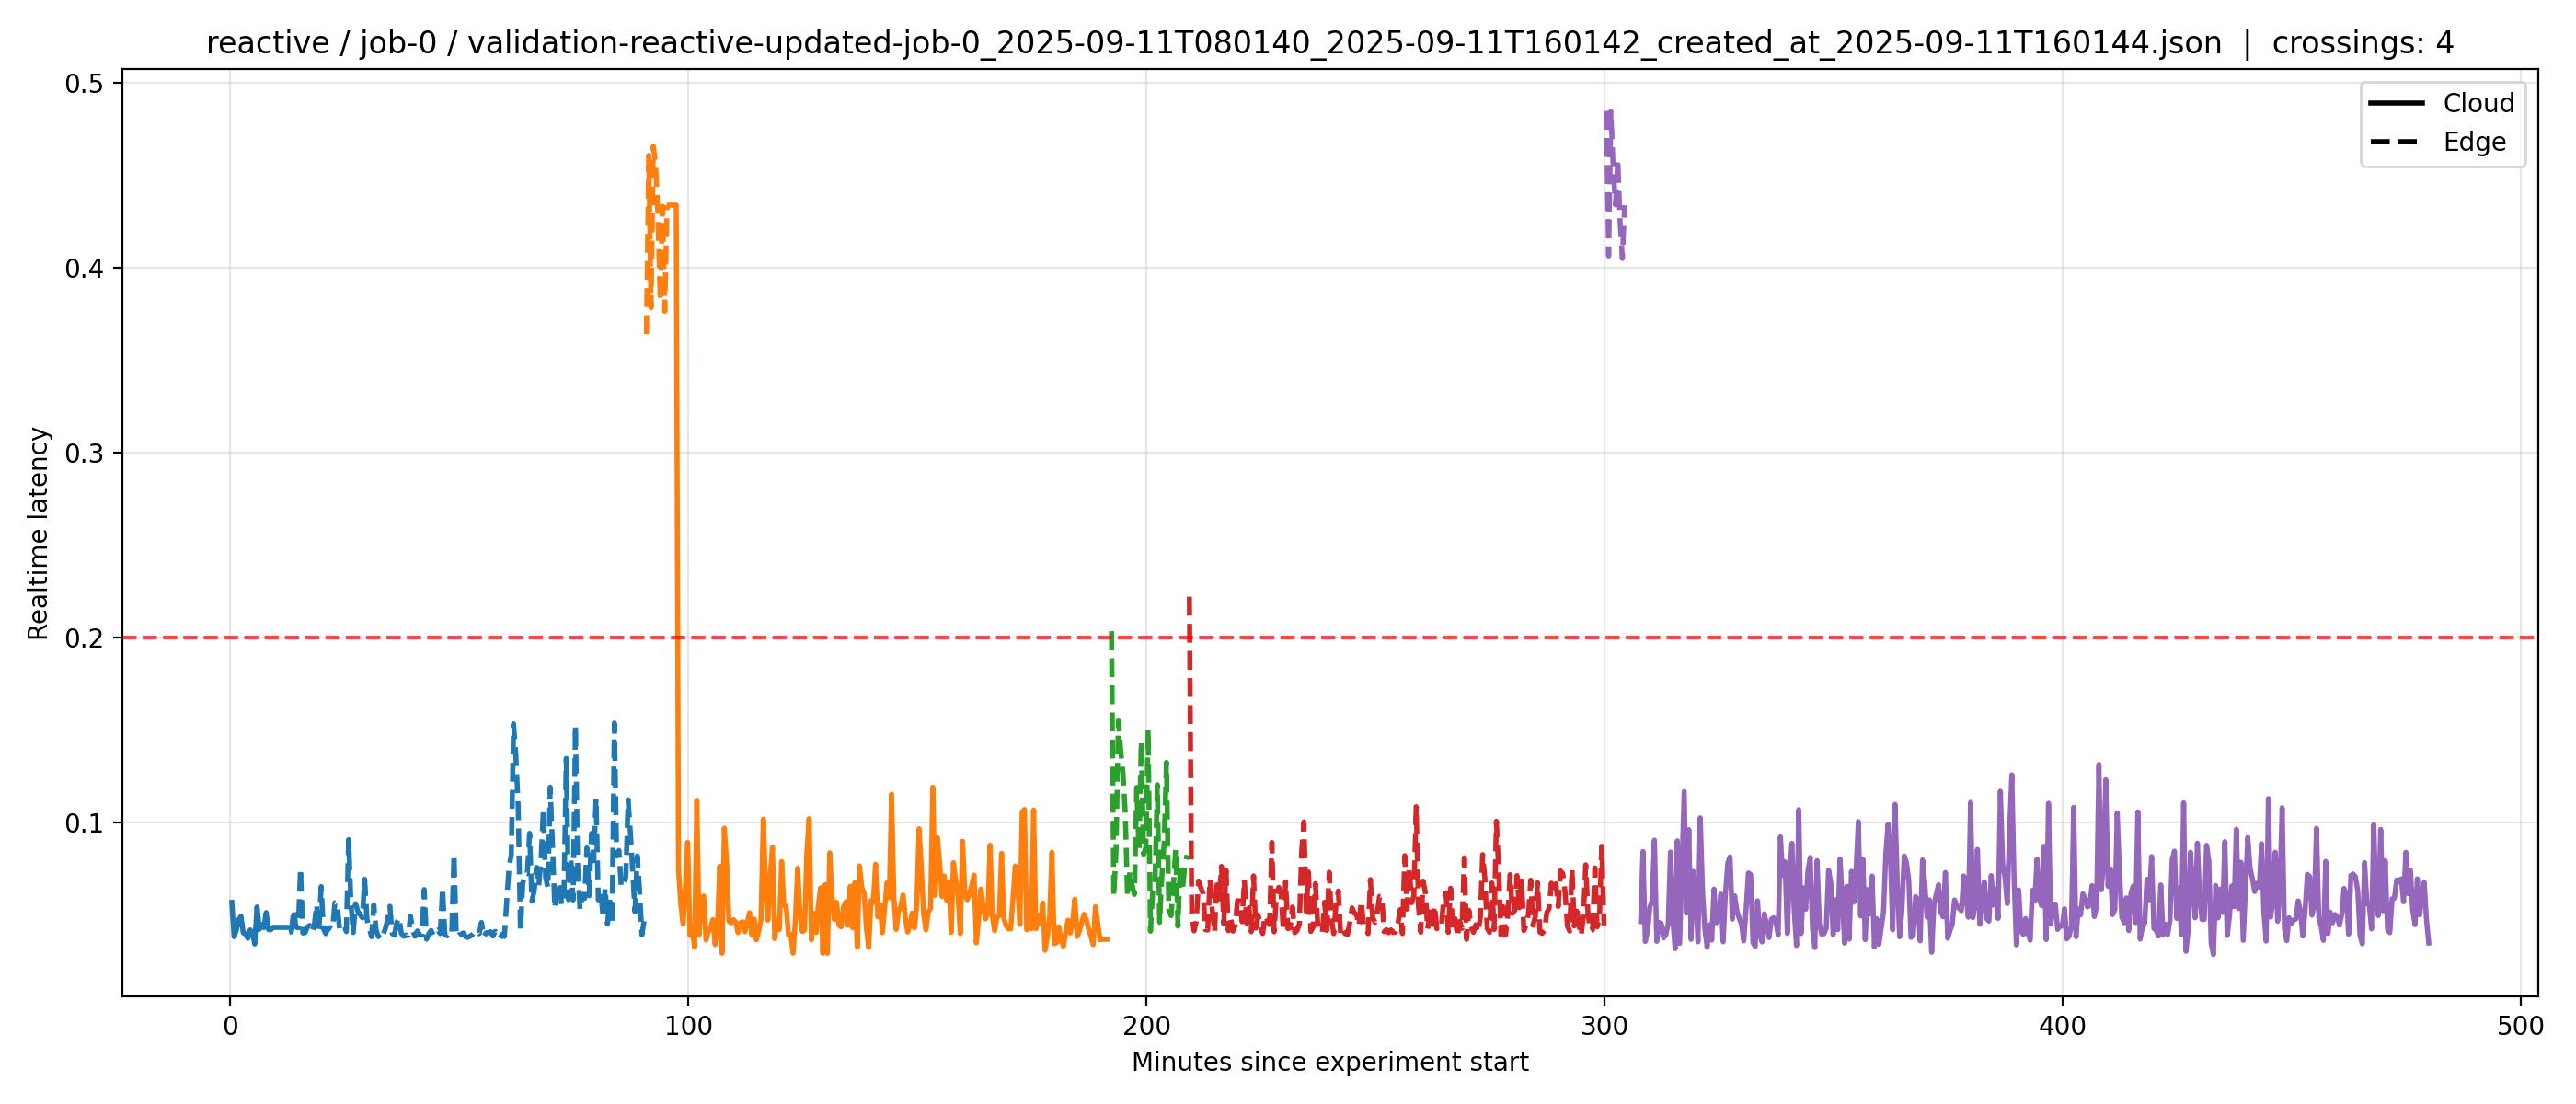 reactive / job-0 / validation-reactive-updated-job-0_2025-09-11T080140_2025-09-11T160142_created_at_2025-09-11T160144.json | crossings: 4
Cloud
Edge
Realtime latency
0.5
0.4
0.3
0.2
0.1
0
100
200
300
400
500
Minutes since experiment start